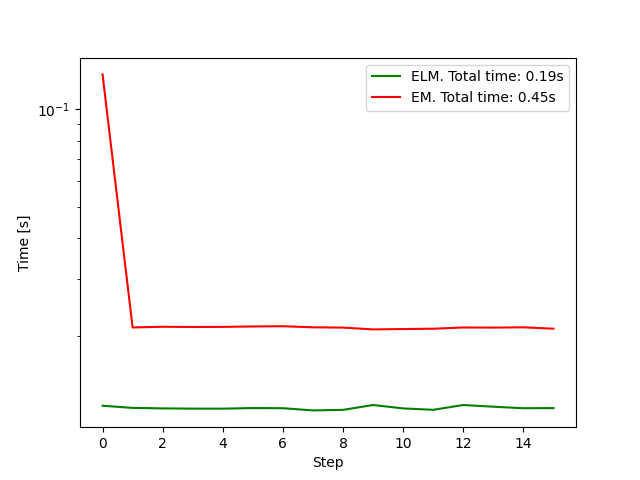 ELM. Total time: 0.19s
EM. Total time: 0.45s
10⁻¹
Time [s]
0 2 4 6 8 10 12 14
Step